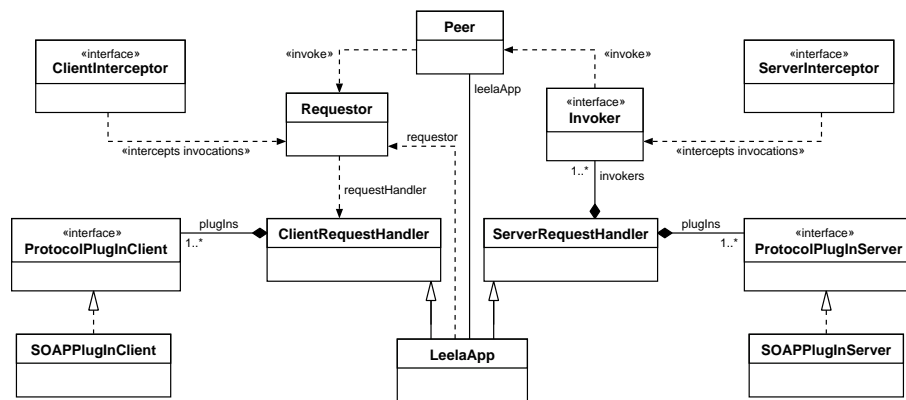 Peer
«interface»
ClientInterceptor
«invoke»
«invoke»
«interface»
ServerInterceptor
leelaApp
Requestor
«interface»
Invoker
requestor
«intercepts invocations»
«intercepts invocations»
1..*
invokers
requestHandler
«interface»
ProtocolPlugInClient
plugIns
1..*
ClientRequestHandler
ServerRequestHandler
plugIns
1..*
«interface»
ProtocolPlugInServer
SOAPPlugInClient
LeelaApp
SOAPPlugInServer